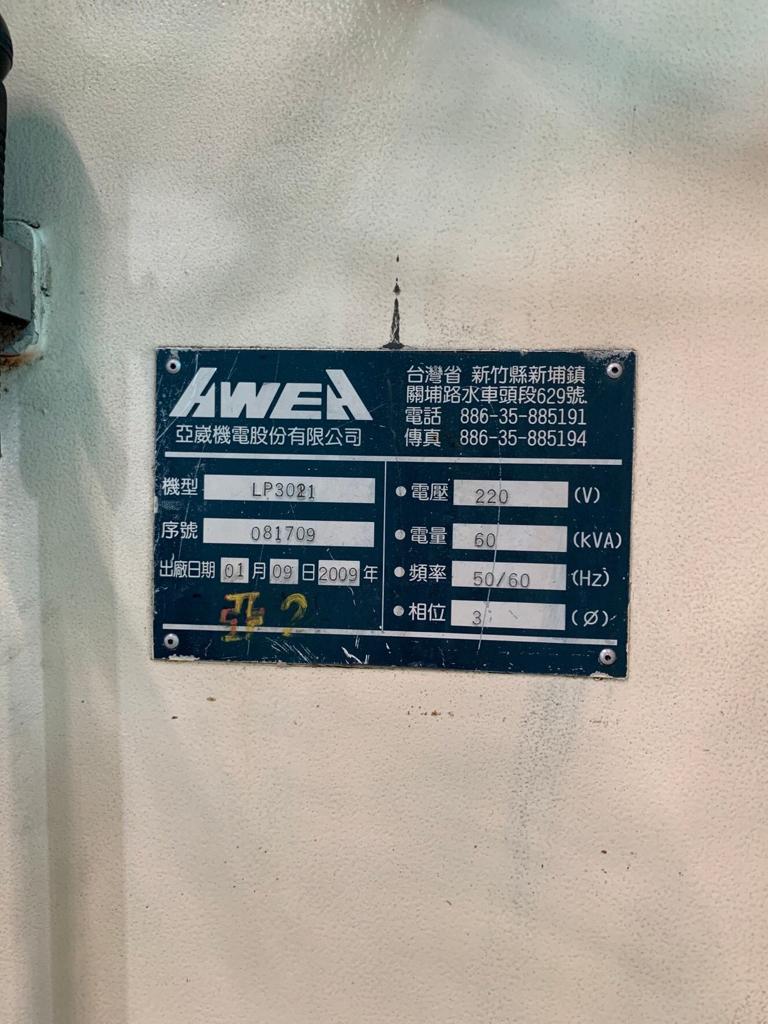 AWEA
亞崴機電股份有限公司
台灣省 新竹縣新埔鎮
關埔路水車頭段629號
電話 886-35-885191
傳真 886-35-885194
機型 LP3021
序號 081709
出廠日期 01 月 09 日 2009 年
電壓 220 (V)
電量 60 (KVA)
頻率 50/60 (Hz)
相位 3 (Ø)